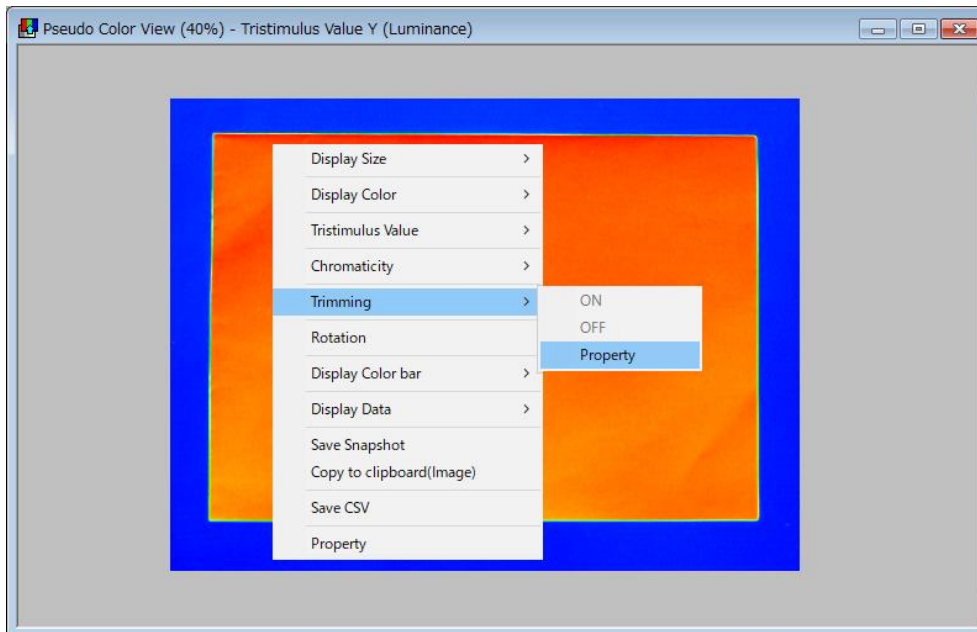 Pseudo Color View (40%) - Tristimulus Value Y (Luminance)
Display Size
Display Color
Tristimulus Value
Chromaticity
Trimming
ON
OFF
Property
Rotation
Display Color bar
Display Data
Save Snapshot
Copy to clipboard(Image)
Save CSV
Property